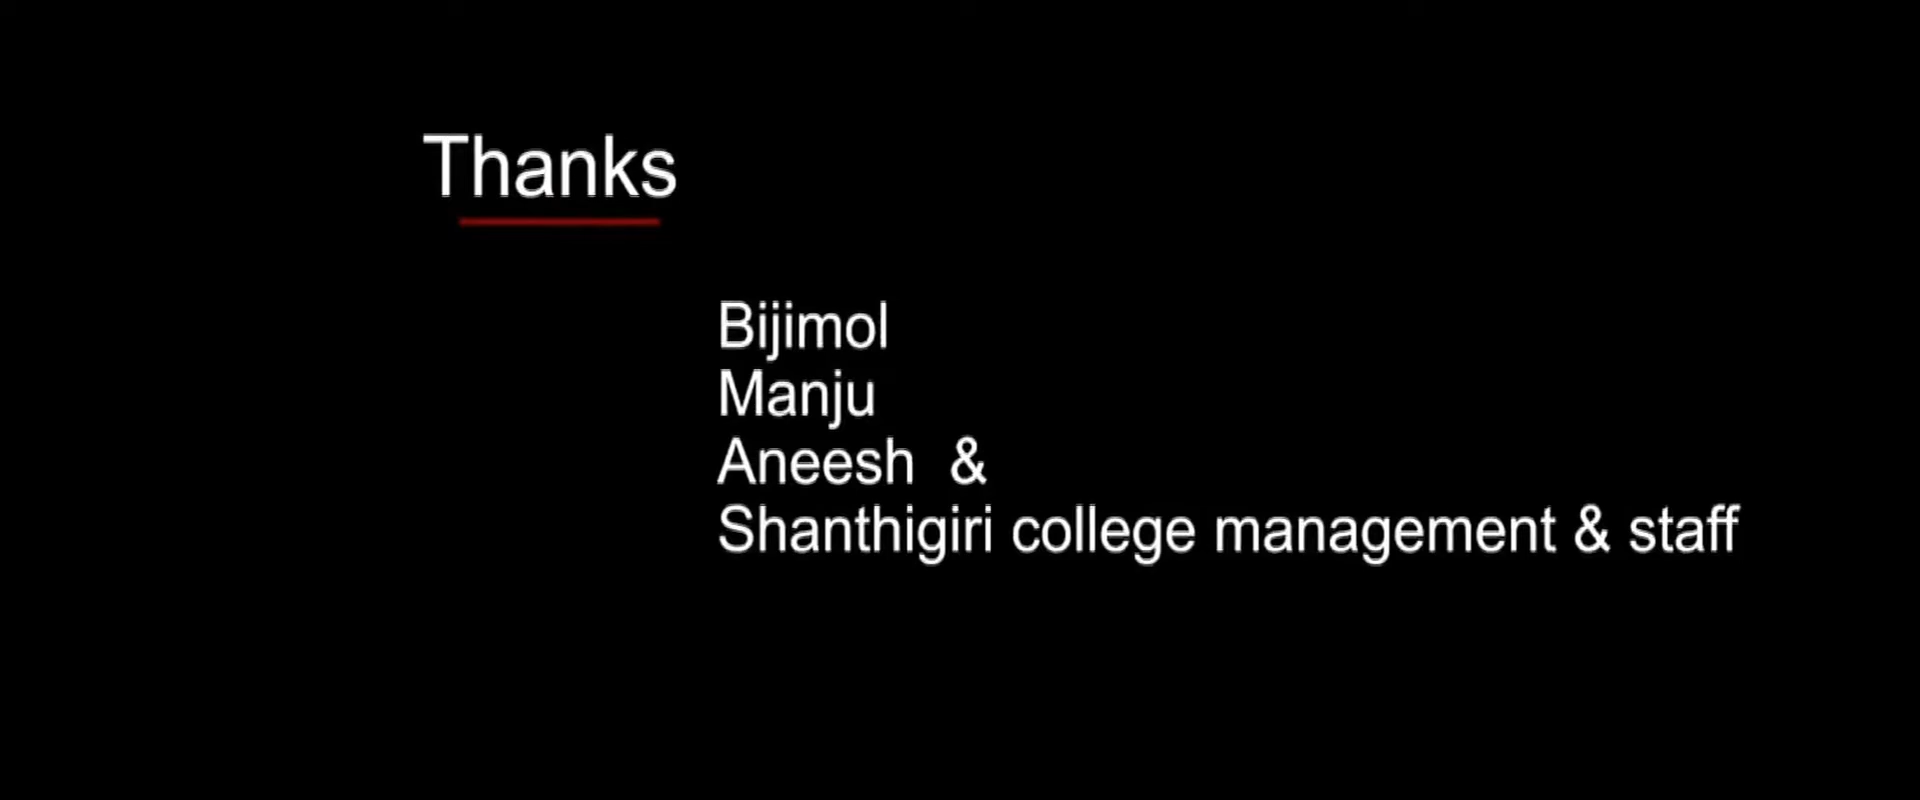 Thanks
Bijimol
Manju
Aneesh  &
Shanthigiri college management & staff